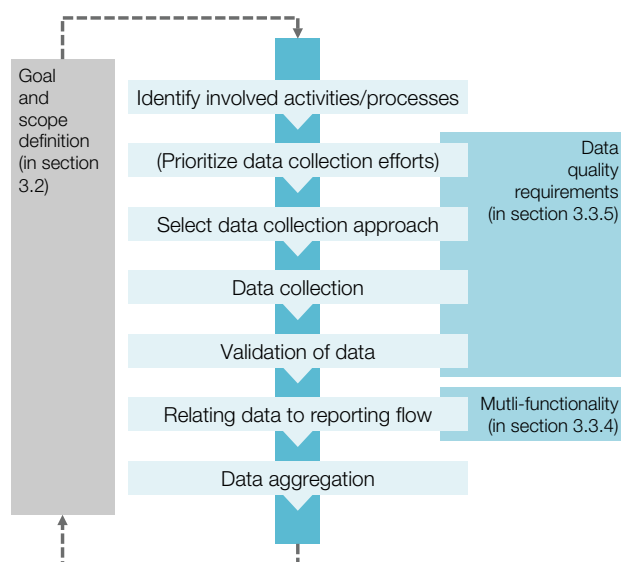 Goal
and
scope
definition
(in section
3.2)
Identify involved activities/processes
(Prioritize data collection efforts)
Select data collection approach
Data collection
Validation of data
Relating data to reporting flow
Data aggregation
Data
quality
requirements
(in section 3.3.5)
Mutli-functionality
(in section 3.3.4)